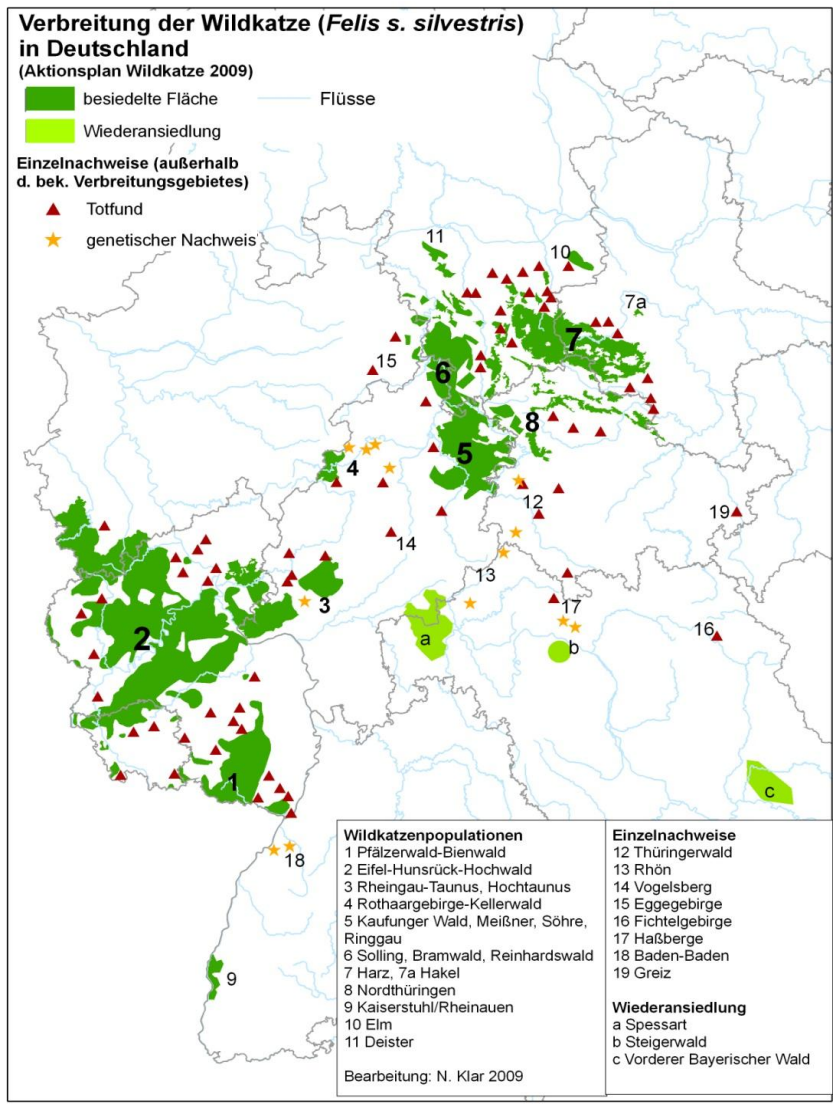 Verbreitung der Wildkatze (Felis s. silvestris)
in Deutschland
(Aktionsplan Wildkatze 2009)
besiedelte Fläche
Flüsse
Wiederansiedlung
Einzelnachweise (außerhalb
d. bek. Verbreitungsgebietes)
Totfund
genetischer Nachweis
11
10
7a
7
15
6
8
5
4
12
19
14
13
3
17
16
2
a
b
1
c
18
9
Wildkatzenpopulationen
1 Pfälzerwald-Bienwald
2 Eifel-Hunsrück-Hochwald
3 Rheingau-Taunus, Hochtaunus
4 Rothaargebirge-Kellerwald
5 Kaufunger Wald, Meißner, Söhre,
Ringgau
6 Solling, Bramwald, Reinhardswald
7 Harz, 7a Hakel
8 Nordthüringen
9 Kaiserstuhl/Rheinauen
10 Elm
11 Deister
Bearbeitung: N. Klar 2009
Einzelnachweise
12 Thüringerwald
13 Rhön
14 Vogelsberg
15 Eggegebirge
16 Fichtelgebirge
17 Haßberge
18 Baden-Baden
19 Greiz
Wiederansiedlung
a Spessart
b Steigerwald
c Vorderer Bayerischer Wald